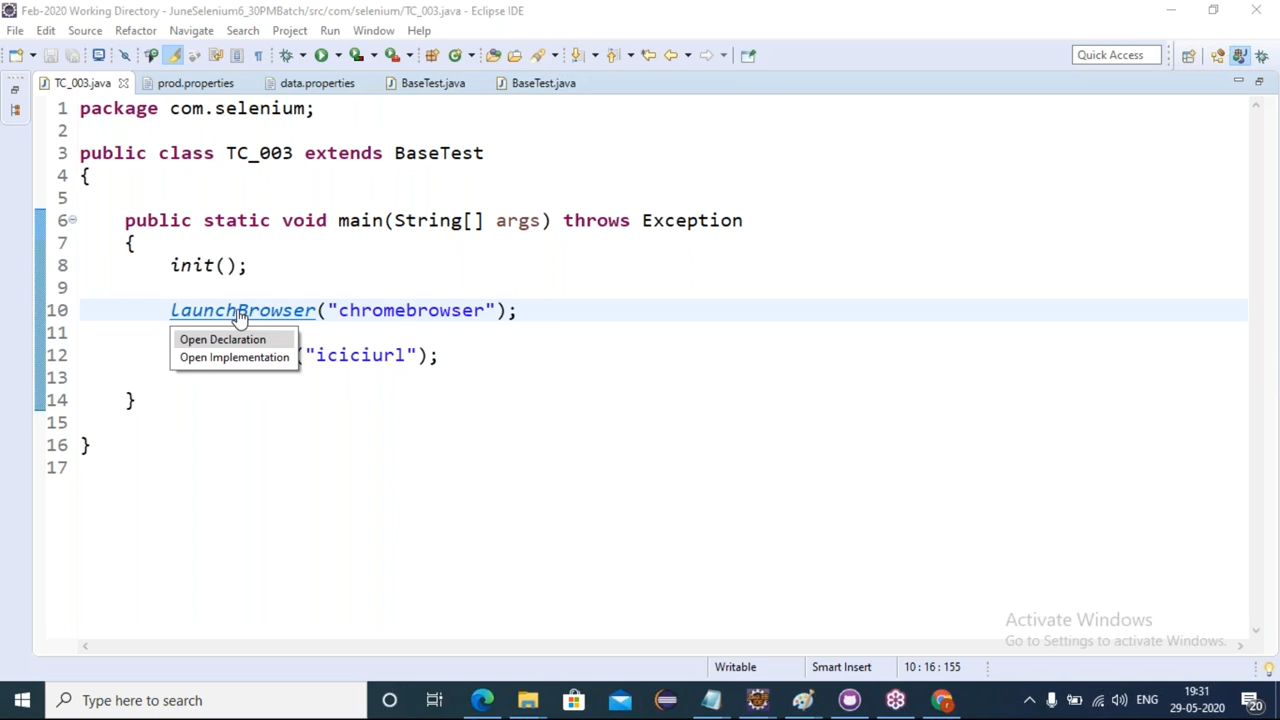 Feb-2020 Working Directory - JuneSelenium6_30PMBatch/src/com/selenium/TC_003.java - Eclipse IDE
File Edit Source Refactor Navigate Search Project Run Window Help
Quick Access
TC_003.java prod.properties data.properties BaseTest.java BaseTest.java
1 package com.selenium;
2
3 public class TC_003 extends BaseTest
4 {
5
6 public static void main(String[] args) throws Exception
7 {
8 init();
9
10 launchBrowser("chromebrowser");
11
Open Declaration
12 ("iciciurl");
Open Implementation
13
14 }
15
16 }
17
Activate Windows
Go to Settings to activate Windows.
Writable Smart Insert 10 : 16 : 155
Type here to search
ENG
19:31
29-05-2020
20